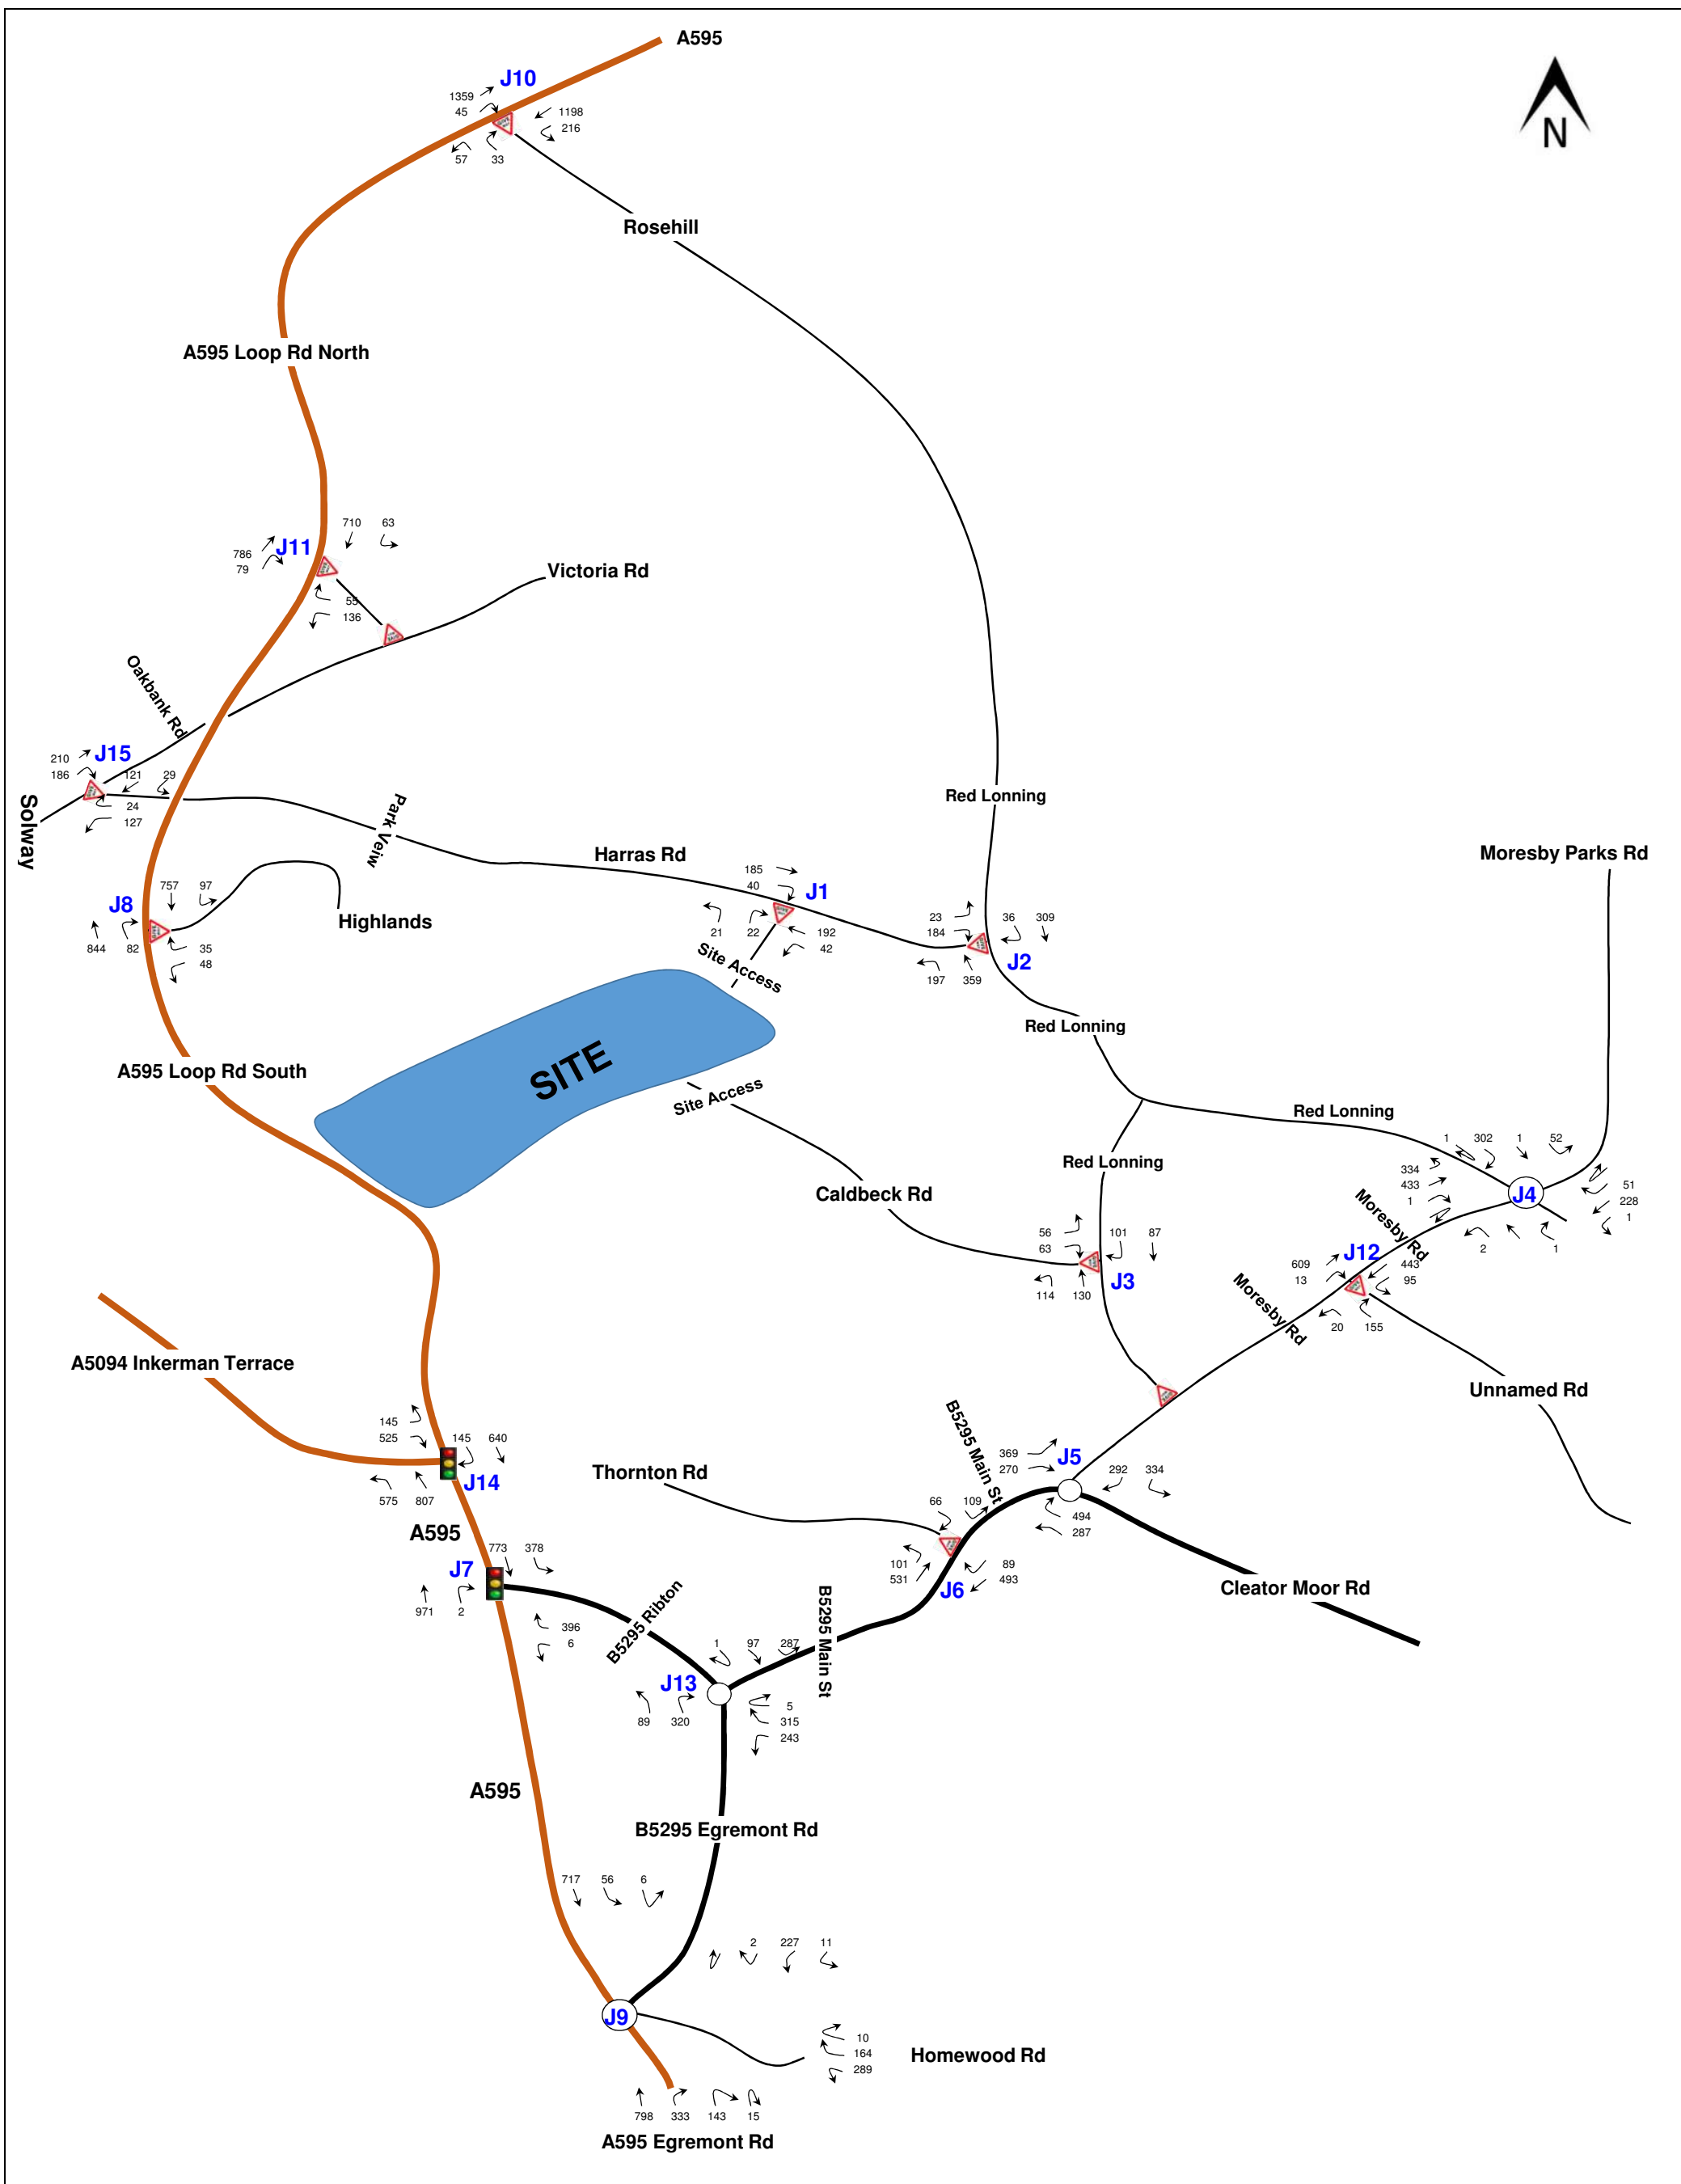 A595
J10
1359
45
1198
216
57 33
N
Rosehill
A595 Loop Rd North
710 63
786
J11
79
55
136
Victoria Rd
Oakbank Rd
210
J15
186
121 29
24
127
Solway
Park Veiw
Red Lonning
Harras Rd
Moresby Parks Rd
185
40
J1
757 97
J8
Highlands
844 82
35
48
21 22
192
42
Site Access
23
184
36 309
J2
197 359
Red Lonning
SITE
A595 Loop Rd South
Site Access
Red Lonning
Red Lonning
1 302 1 52
334
433
1
J4
51
228
1
2 1
Caldbeck Rd
Moresby Rd
56
63
101 87
J3
114 130
J12
609
13
443
95
20 155
Moresby Rd
A5094 Inkerman Terrace
Unnamed Rd
145
525
145 640
J14
575 807
B5295 Main St
369
270
J5
292 334
494
287
Thornton Rd
66 109
101
531
89
493
J6
A595
773 378
J7
971 2
396
6
B5295 Ribton
B5295 Main St
Cleator Moor Rd
1 97 287
J13
89 320
5
315
243
A595
B5295 Egremont Rd
717 56 6
2 227 11
J9
10
164
289
Homewood Rd
798 333 143 15
A595 Egremont Rd